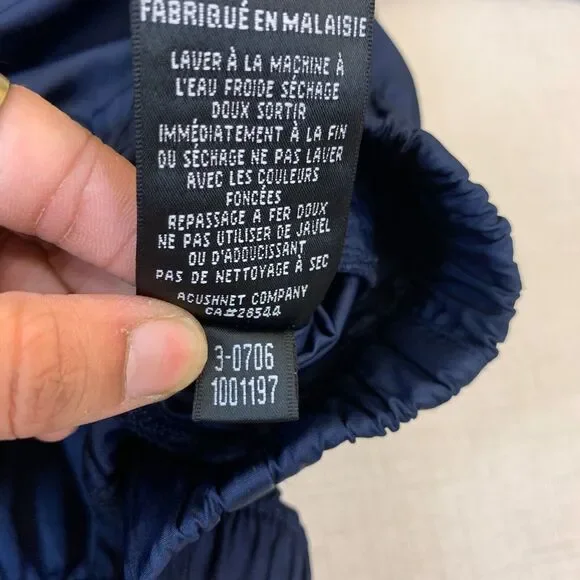 FABRIQUÉ EN MALAISIE
LAVER À LA MACHINE À
L'EAU FROIDE SÉCHAGE
DOUX SORTIR
IMMÉDIATEMENT À LA FIN
DU SÉCHAGE NE PAS LAVER
AVEC LES COULEURS
FONCÉES
REPASSAGE A FER DOUX
NE PAS UTILISER DE JAVEL
OU D'ADOUCISSANT
PAS DE NETTOYAGE À SEC
ACUSHNET COMPANY
CA#28544
3-0706
1001197